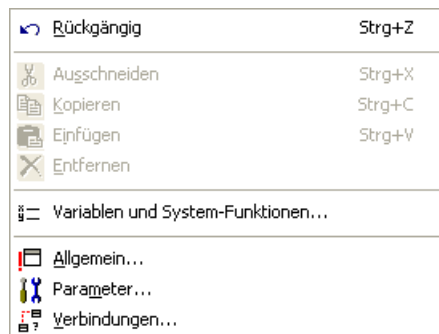 Rückgängig Strg+Z
Ausschneiden Strg+X
Kopieren Strg+C
Einfügen Strg+V
Entfernen
Variablen und System-Funktionen...
Allgemein...
Parameter...
Verbindungen...